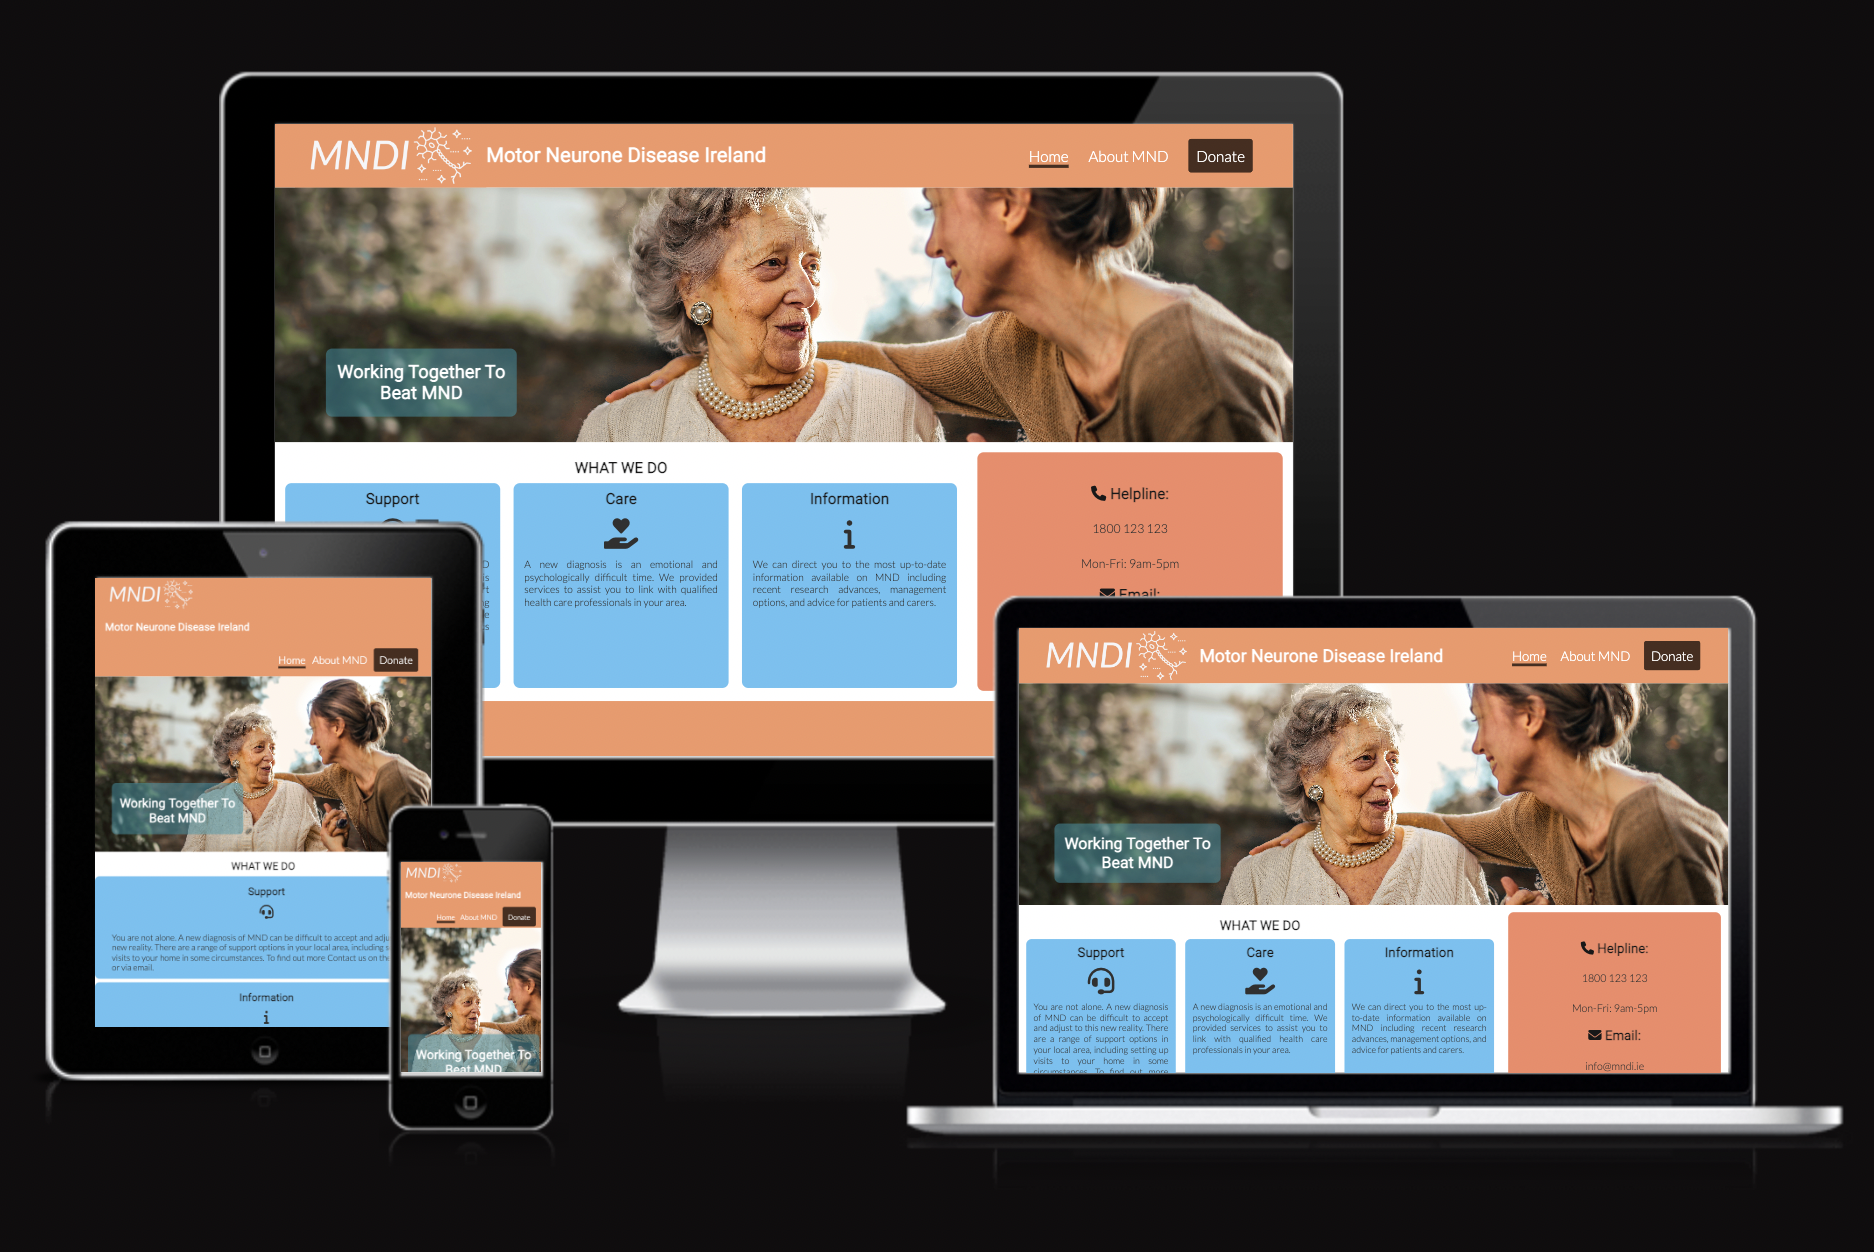 MNDI
Motor Neurone Disease Ireland
Home
About MND
Donate
Working Together To
Beat MND
WHAT WE DO
Support
Care
A new diagnosis is an emotional and
psychologically difficult time. We provided
services to assist you to link with qualified
health care professionals in your area.
Information
We can direct you to the most up-to-date
information available on MND including
recent research advances, management
options, and advice for patients and carers.
Helpline:
1800 123 123
Mon-Fri: 9am-5pm
Email:
MNDI
Motor Neurone Disease Ireland
Home
About MND
Donate
Working Together To
Beat MND
WHAT WE DO
Support
You are not alone. A new diagnosis of MND can be difficult to accept and adju
new reality. There are a range of support options in your local area, including s
visits to your home in some circumstances. To find out more Contact us on the
or via email.
Information
MNDI
Motor Neurone Disease Ireland
Home
About MND
Donate
Working Together To
Beat MND
MNDI
Motor Neurone Disease Ireland
Home
About MND
Donate
Working Together To
Beat MND
WHAT WE DO
Support
You are not alone. A new diagnosis
of MND can be difficult to accept
and adjust to this new reality. There
are a range of support options in
your local area, including setting up
visits to your home in some
circumstances. To find out more
Care
A new diagnosis is an emotional and
psychologically difficult time. We
provided services to assist you to
link with qualified health care
professionals in your area.
Information
We can direct you to the most up-
to-date information available on
MND including recent research
advances, management options, and
advice for patients and carers.
Helpline:
1800 123 123
Mon-Fri: 9am-5pm
Email:
info@mndi.ie